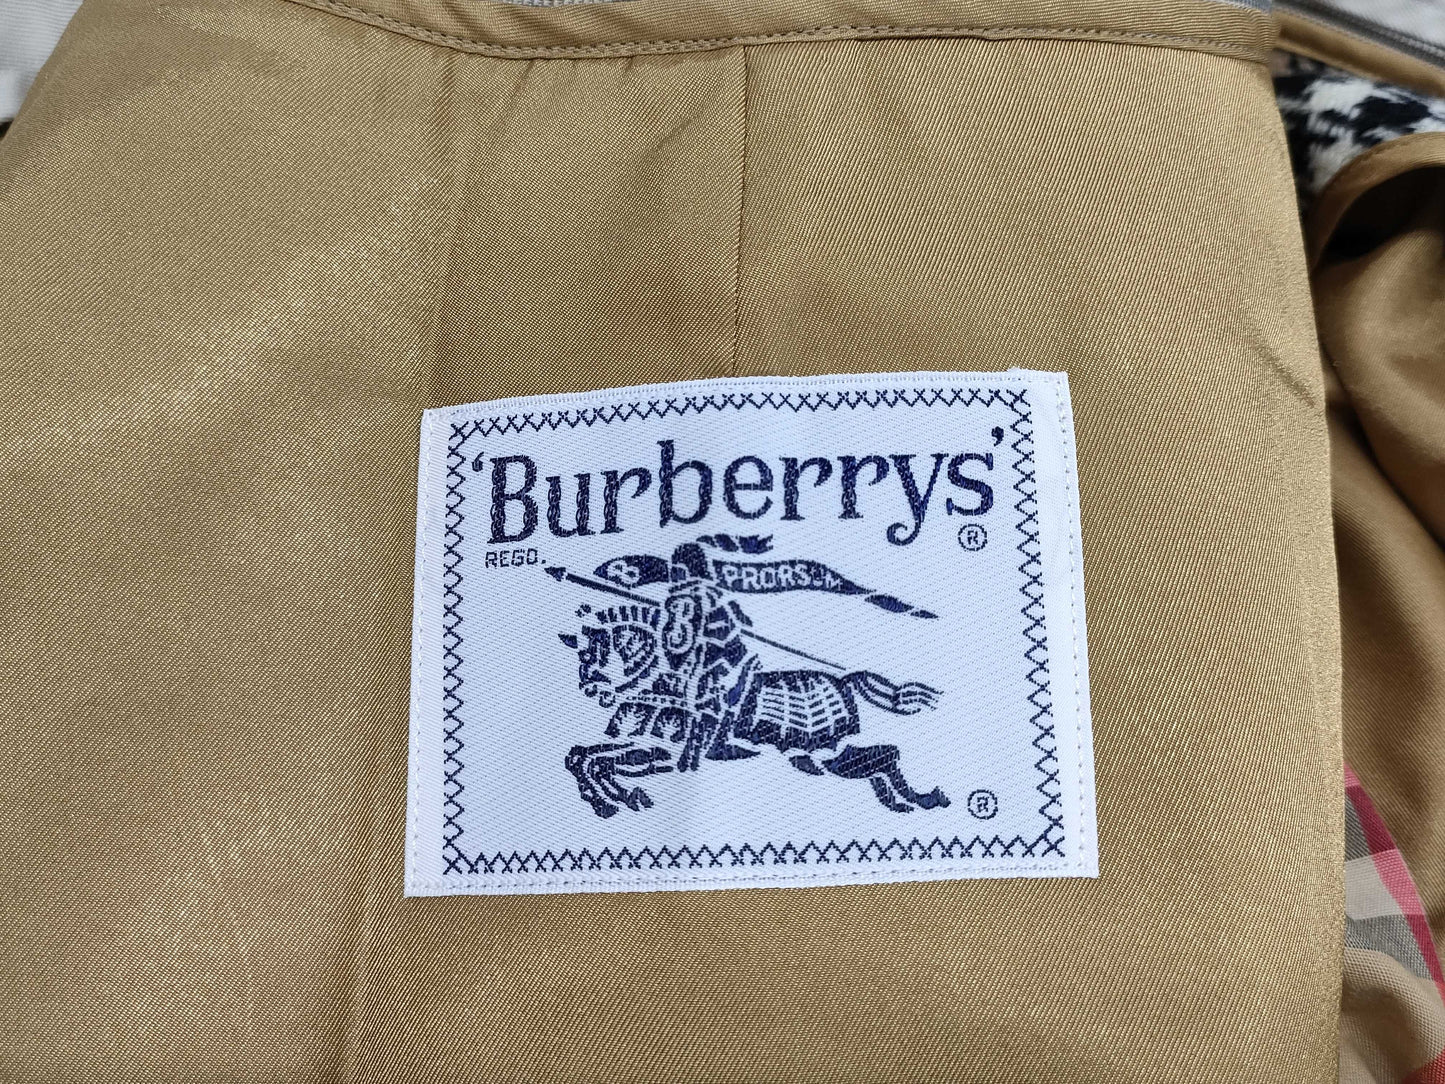 'Burberrys'
®
REGD.
B PRORSUM
B
®